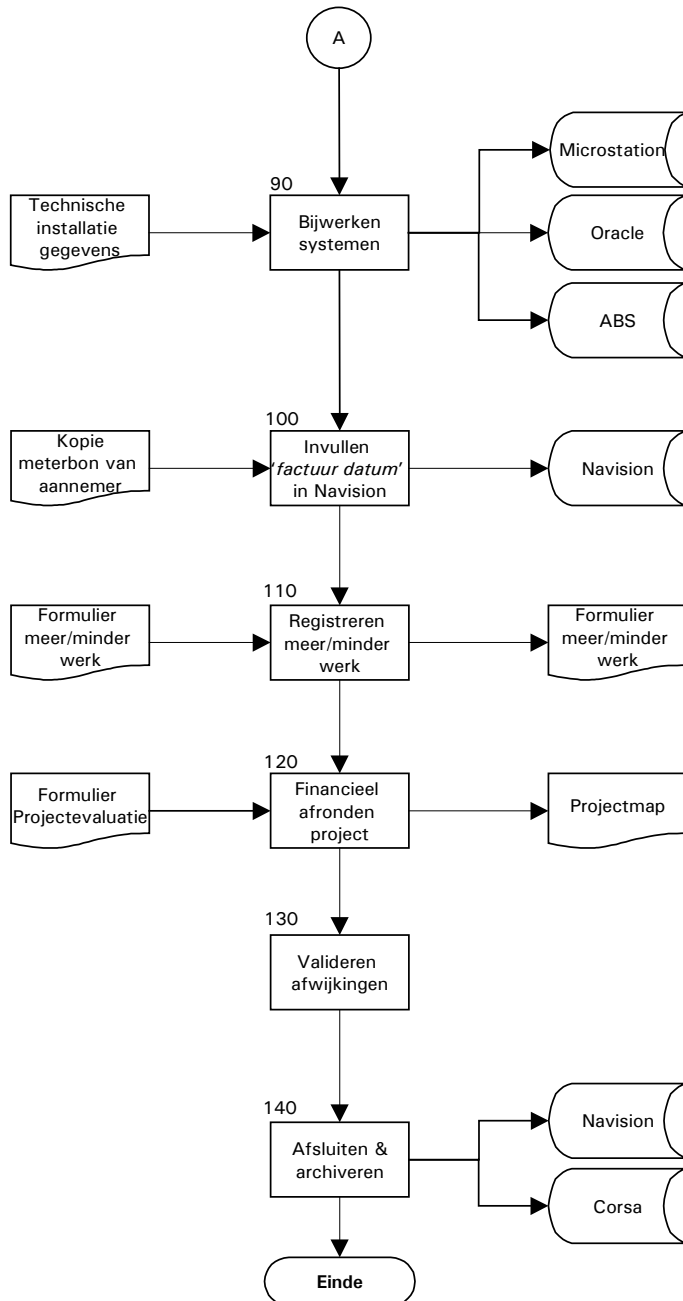 A
90
Technische
installatie
gegevens
Bijwerken
systemen
Microstation
Oracle
ABS
100
Kopie
meterbon van
aannemer
Invullen
'factuur datum'
in Navision
Navision
110
Formulier
meer/minder
werk
Registreren
meer/minder
werk
Formulier
meer/minder
werk
120
Formulier
Projectevaluatie
Financieel
afronden
project
Projectmap
130
Valideren
afwijkingen
140
Afsluiten &
archiveren
Navision
Corsa
Einde